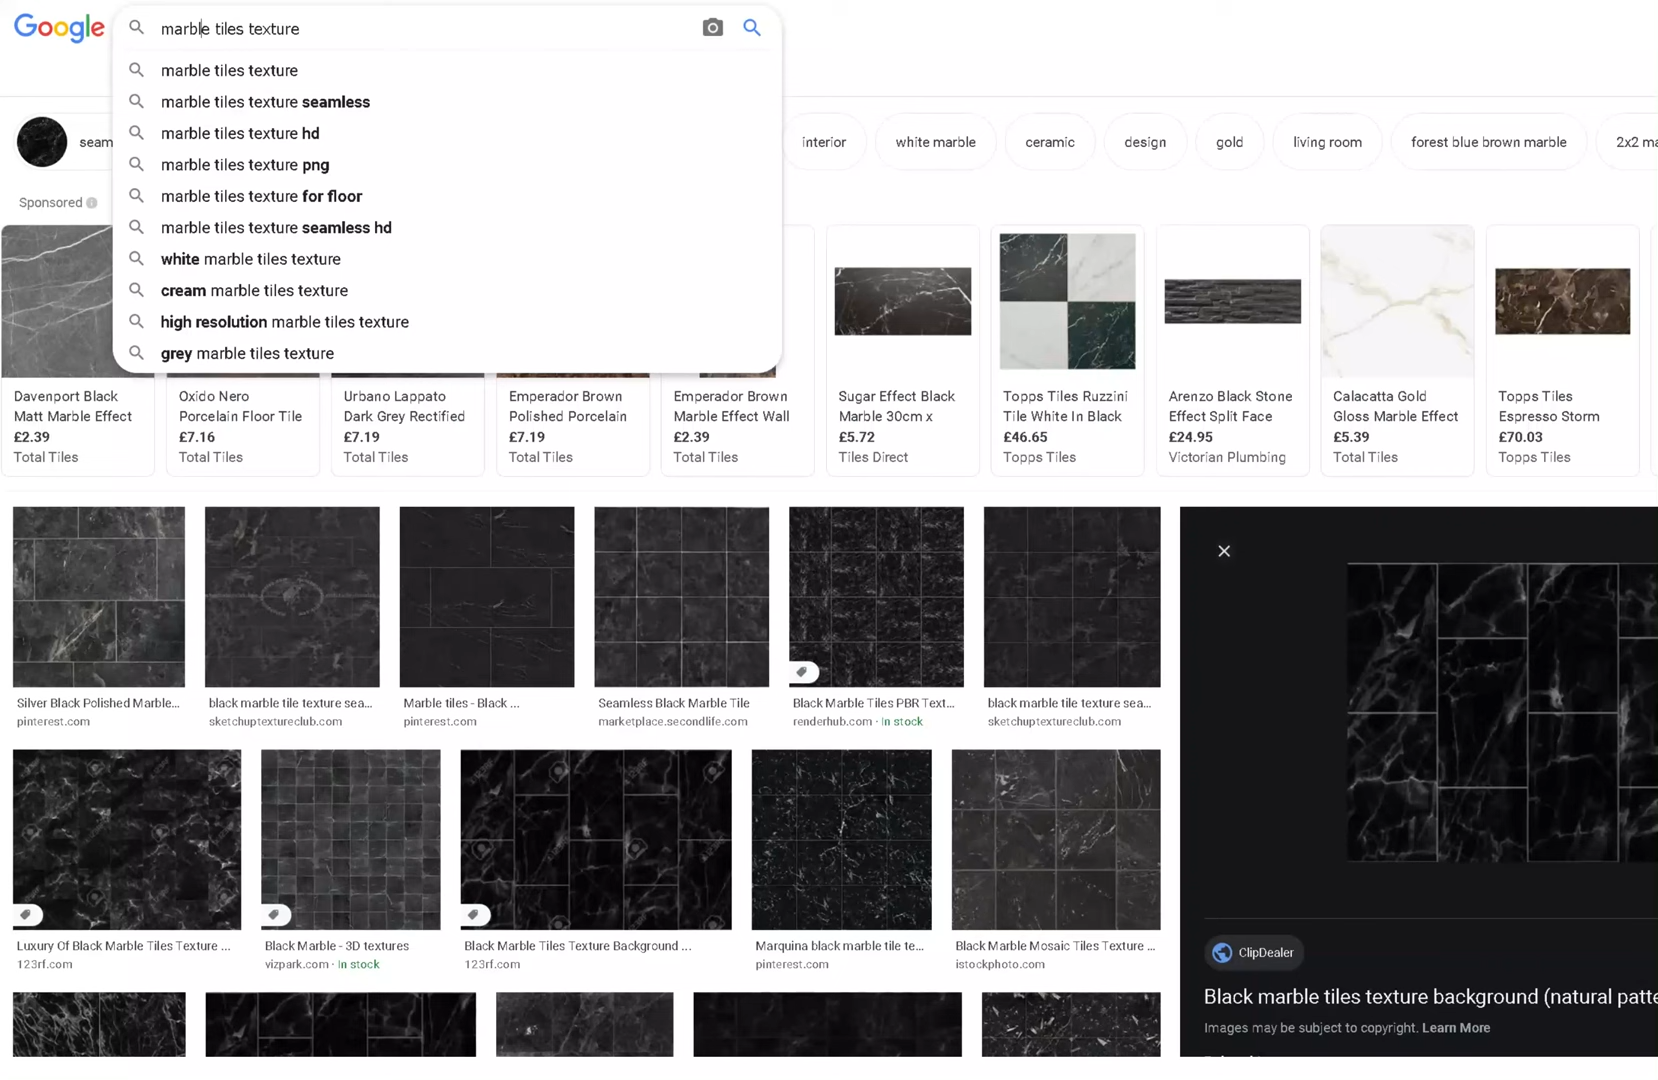 Google
marble tiles texture
marble tiles texture
marble tiles texture seamless
marble tiles texture hd
marble tiles texture png
marble tiles texture for floor
marble tiles texture seamless hd
white marble tiles texture
cream marble tiles texture
high resolution marble tiles texture
grey marble tiles texture
seam
interior
white marble
ceramic
design
gold
living room
forest blue brown marble
2x2 ma
Sponsored
Davenport Black
Matt Marble Effect
£2.39
Total Tiles
Oxido Nero
Porcelain Floor Tile
£7.16
Total Tiles
Urbano Lappato
Dark Grey Rectified
£7.19
Total Tiles
Emperador Brown
Polished Porcelain
£7.19
Total Tiles
Emperador Brown
Marble Effect Wall
£2.39
Total Tiles
Sugar Effect Black
Marble 30cm x
£5.72
Tiles Direct
Topps Tiles Ruzzini
Tile White In Black
£46.65
Topps Tiles
Arenzo Black Stone
Effect Split Face
£24.95
Victorian Plumbing
Calacatta Gold
Gloss Marble Effect
£5.39
Total Tiles
Topps Tiles
Espresso Storm
£70.03
Topps Tiles
Silver Black Polished Marble...
pinterest.com
black marble tile texture sea...
sketchuptextureclub.com
Marble tiles - Black ...
pinterest.com
Seamless Black Marble Tile
marketplace.secondlife.com
Black Marble Tiles PBR Text...
renderhub.com · In stock
black marble tile texture sea...
sketchuptextureclub.com
Luxury Of Black Marble Tiles Texture ...
123rf.com
Black Marble - 3D textures
vizpark.com · In stock
Black Marble Tiles Texture Background ...
123rf.com
Marquina black marble tile te...
pinterest.com
Black Marble Mosaic Tiles Texture ...
istockphoto.com
ClipDealer
Black marble tiles texture background (natural patte
Images may be subject to copyright. Learn More